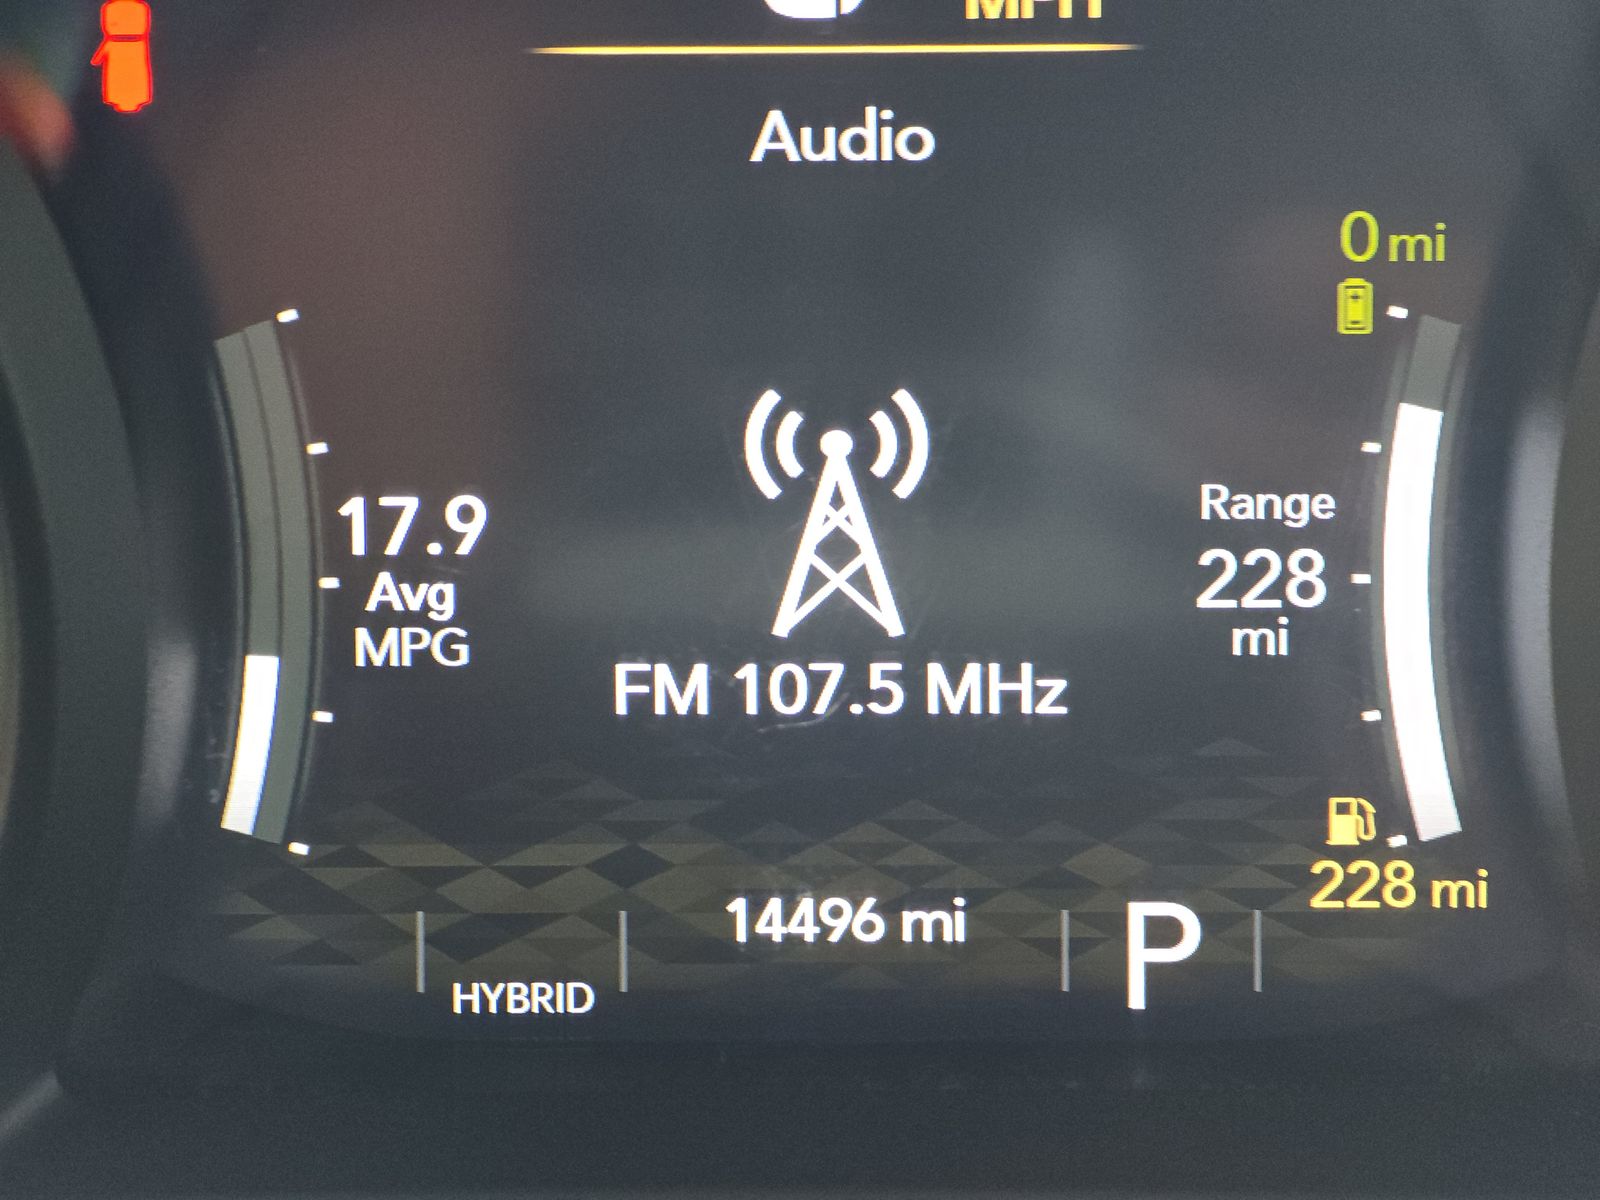 MPH
Audio
0 mi
17.9
Avg
MPG
Range
228
mi
FM 107.5 MHz
228 mi
14496 mi
P
HYBRID